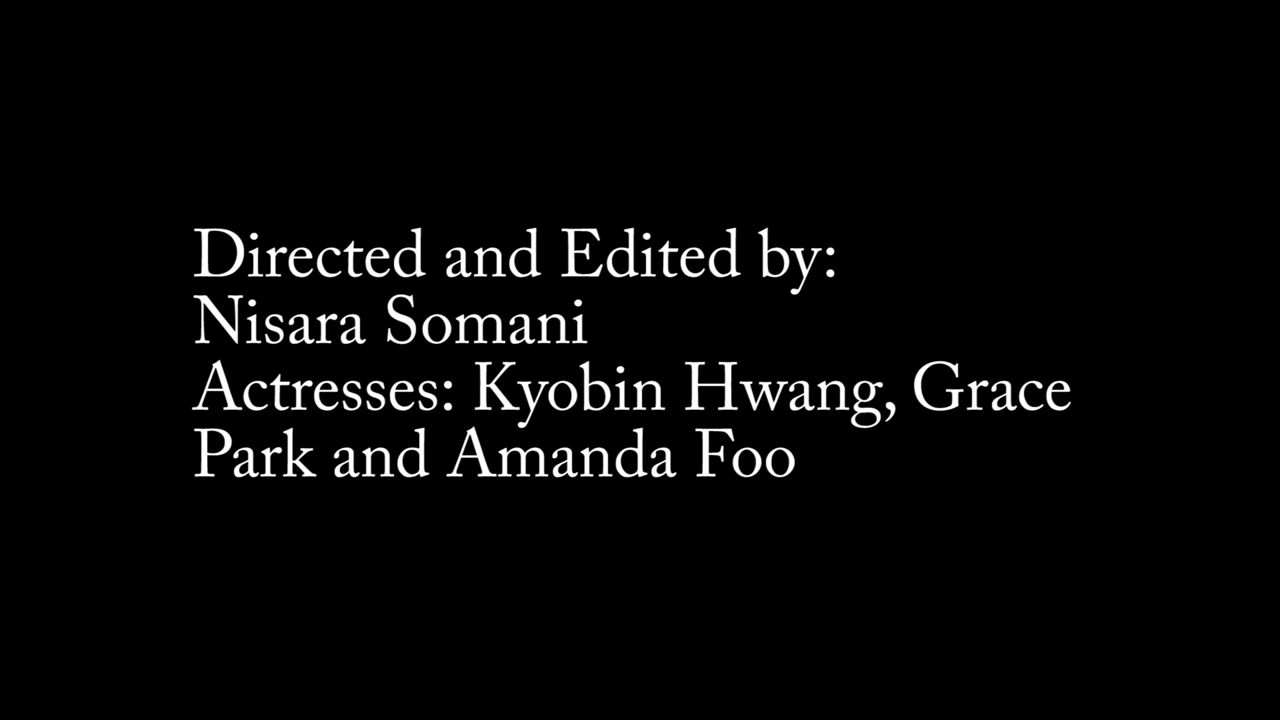 Directed and Edited by:
Nisara Somani
Actresses: Kyobin Hwang, Grace
Park and Amanda Foo